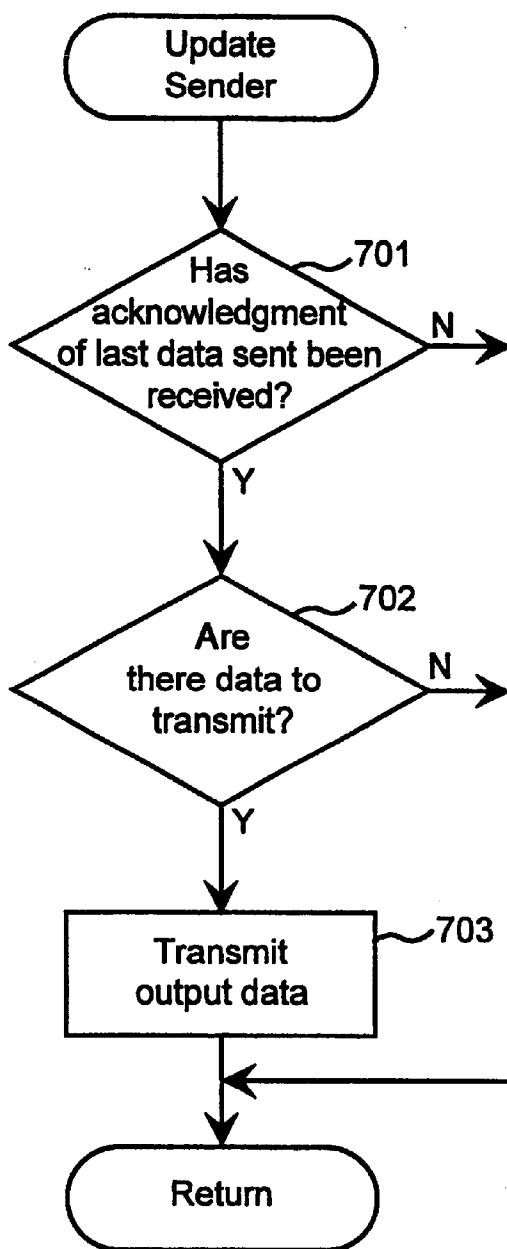 Update
Sender
701
Has
acknowledgment
of last data sent been
received?
N
Y
702
Are
there data to
transmit?
N
Y
703
Transmit
output data
Return